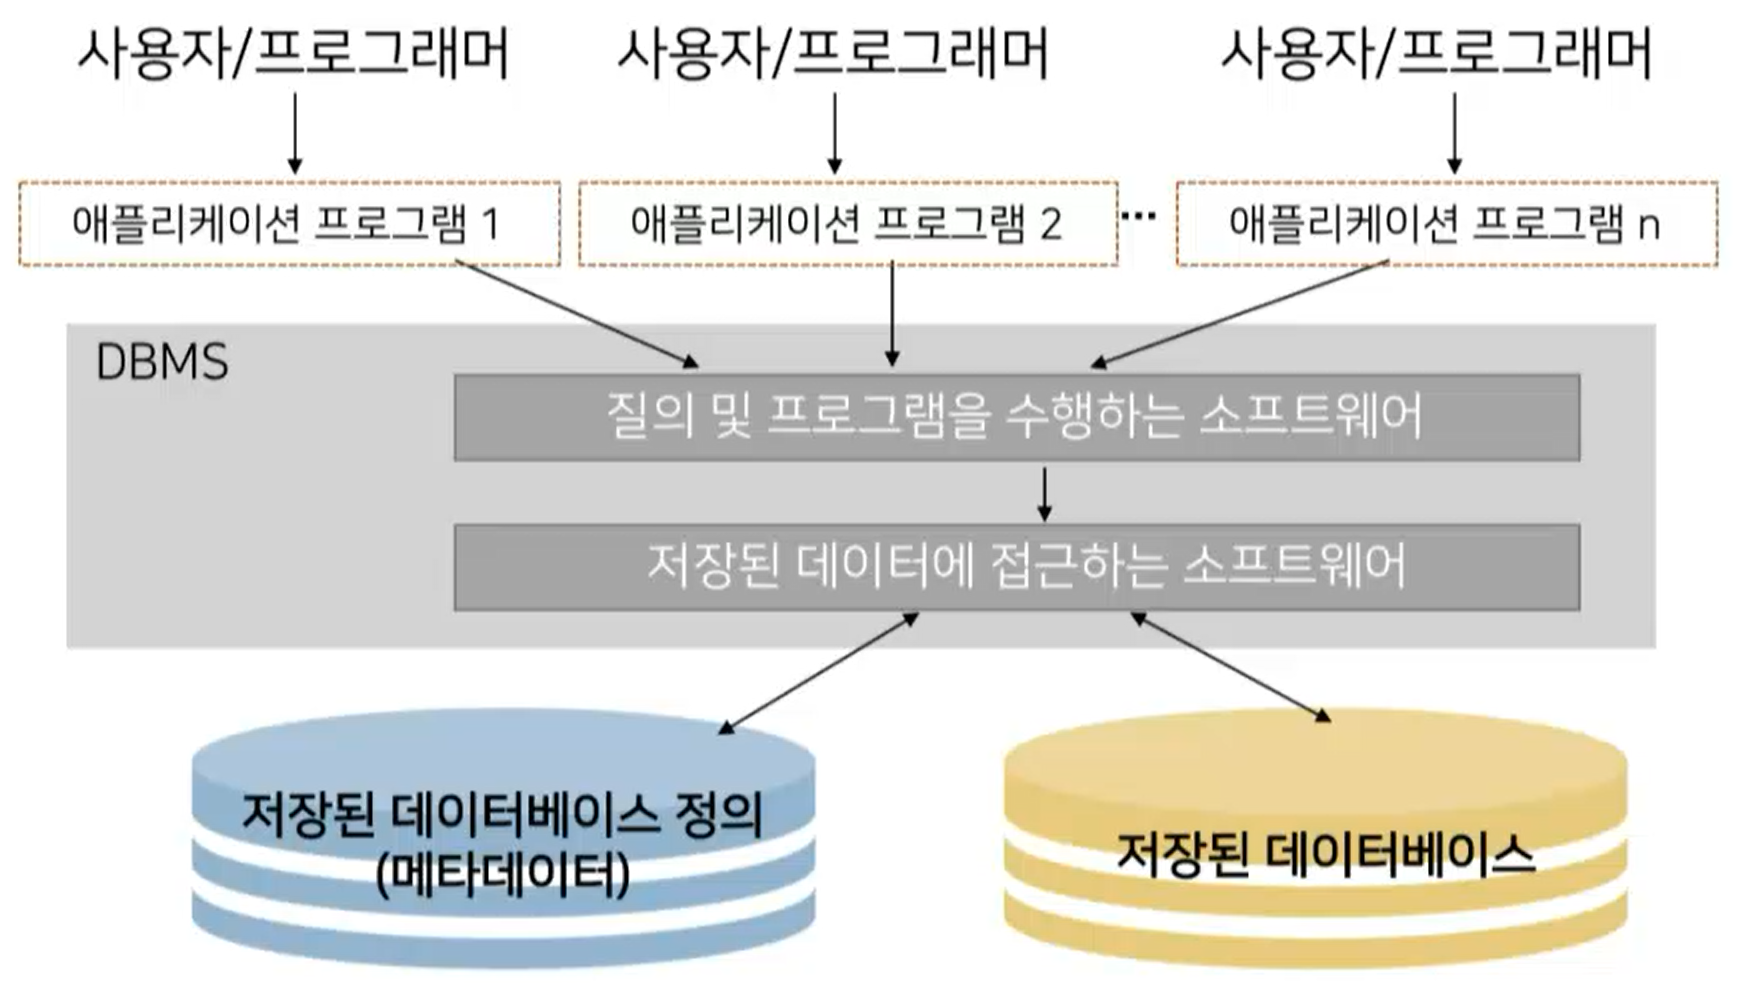 사용자/프로그래머
사용자/프로그래머
사용자/프로그래머
애플리케이션 프로그램 1
애플리케이션 프로그램 2
...
애플리케이션 프로그램 n
DBMS
질의 및 프로그램을 수행하는 소프트웨어
저장된 데이터에 접근하는 소프트웨어
저장된 데이터베이스 정의
(메타데이터)
저장된 데이터베이스